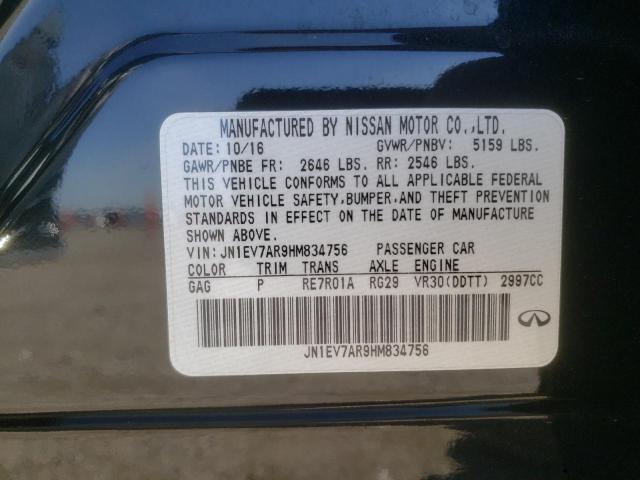 MANUFACTURED BY NISSAN MOTOR CO.,LTD.
DATE: 10/16 GVWR/PNBV: 5159 LBS.
GAWR/PNBE FR: 2646 LBS. RR: 2546 LBS.
THIS VEHICLE CONFORMS TO ALL APPLICABLE FEDERAL
MOTOR VEHICLE SAFETY,BUMPER,AND THEFT PREVENTION
STANDARDS IN EFFECT ON THE DATE OF MANUFACTURE
SHOWN ABOVE.
VIN: JN1EV7AR9HM834756 PASSENGER CAR
COLOR TRIM TRANS AXLE ENGINE
GAG P RE7R01A RG29 VR30(DDTT) 2997CC
JN1EV7AR9HM834756